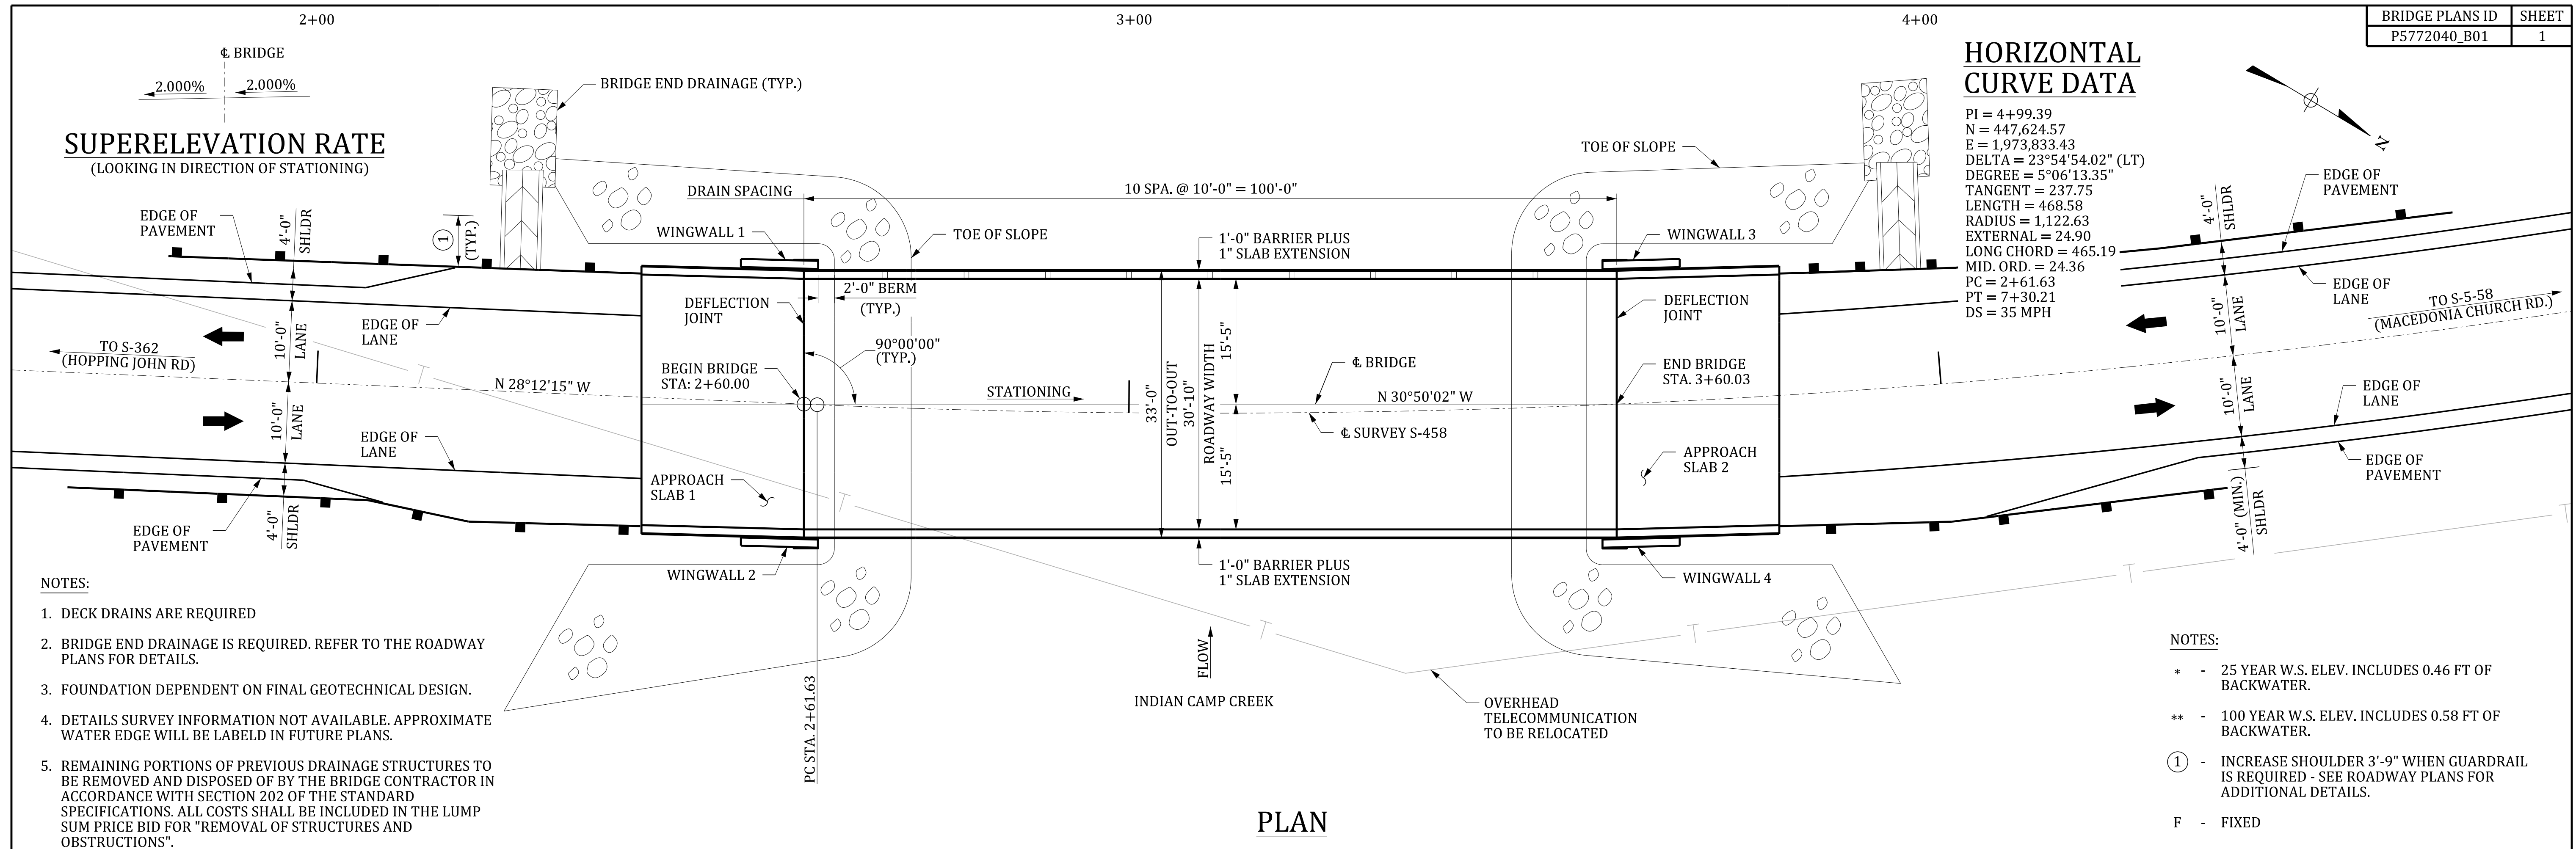 2+00
3+00
4+00
BRIDGE PLANS ID
SHEET
P5772040_B01
1
℄ BRIDGE
2.000%
2.000%
SUPERELEVATION RATE
(LOOKING IN DIRECTION OF STATIONING)
BRIDGE END DRAINAGE (TYP.)
HORIZONTAL
CURVE DATA
PI = 4+99.39
N = 447,624.57
E = 1,973,833.43
DELTA = 23°54'54.02" (LT)
DEGREE = 5°06'13.35"
TANGENT = 237.75
LENGTH = 468.58
RADIUS = 1,122.63
EXTERNAL = 24.90
LONG CHORD = 465.19
MID. ORD. = 24.36
PC = 2+61.63
PT = 7+30.21
DS = 35 MPH
N
EDGE OF
PAVEMENT
4'-0"
SHLDR
1
(TYP.)
DRAIN SPACING
10 SPA. @ 10'-0" = 100'-0"
TOE OF SLOPE
WINGWALL 1
TOE OF SLOPE
1'-0" BARRIER PLUS
1" SLAB EXTENSION
WINGWALL 3
4'-0"
SHLDR
EDGE OF
PAVEMENT
2'-0" BERM
(TYP.)
DEFLECTION
JOINT
DEFLECTION
JOINT
EDGE OF
LANE
EDGE OF
LANE
TO S-362
(HOPPING JOHN RD)
10'-0"
LANE
90°00'00"
(TYP.)
BEGIN BRIDGE
STA: 2+60.00
N 28°12'15" W
STATIONING
33'-0"
OUT-TO-OUT
30'-10"
ROADWAY WIDTH
15'-5"
15'-5"
℄ BRIDGE
N 30°50'02" W
℄ SURVEY S-458
END BRIDGE
STA. 3+60.03
10'-0"
LANE
TO S-5-58
(MACEDONIA CHURCH RD.)
10'-0"
LANE
EDGE OF
LANE
10'-0"
LANE
EDGE OF
LANE
APPROACH
SLAB 1
APPROACH
SLAB 2
EDGE OF
PAVEMENT
EDGE OF
PAVEMENT
4'-0"
SHLDR
4'-0" (MIN.)
SHLDR
WINGWALL 2
1'-0" BARRIER PLUS
1" SLAB EXTENSION
WINGWALL 4
PC STA. 2+61.63
FLOW
INDIAN CAMP CREEK
OVERHEAD
TELECOMMUNICATION
TO BE RELOCATED
NOTES:
1. DECK DRAINS ARE REQUIRED
2. BRIDGE END DRAINAGE IS REQUIRED. REFER TO THE ROADWAY
PLANS FOR DETAILS.
3. FOUNDATION DEPENDENT ON FINAL GEOTECHNICAL DESIGN.
4. DETAILS SURVEY INFORMATION NOT AVAILABLE. APPROXIMATE
WATER EDGE WILL BE LABELD IN FUTURE PLANS.
5. REMAINING PORTIONS OF PREVIOUS DRAINAGE STRUCTURES TO
BE REMOVED AND DISPOSED OF BY THE BRIDGE CONTRACTOR IN
ACCORDANCE WITH SECTION 202 OF THE STANDARD
SPECIFICATIONS. ALL COSTS SHALL BE INCLUDED IN THE LUMP
SUM PRICE BID FOR "REMOVAL OF STRUCTURES AND
OBSTRUCTIONS".
PLAN
NOTES:
* - 25 YEAR W.S. ELEV. INCLUDES 0.46 FT OF
BACKWATER.
** - 100 YEAR W.S. ELEV. INCLUDES 0.58 FT OF
BACKWATER.
1 - INCREASE SHOULDER 3'-9" WHEN GUARDRAIL
IS REQUIRED - SEE ROADWAY PLANS FOR
ADDITIONAL DETAILS.
F - FIXED